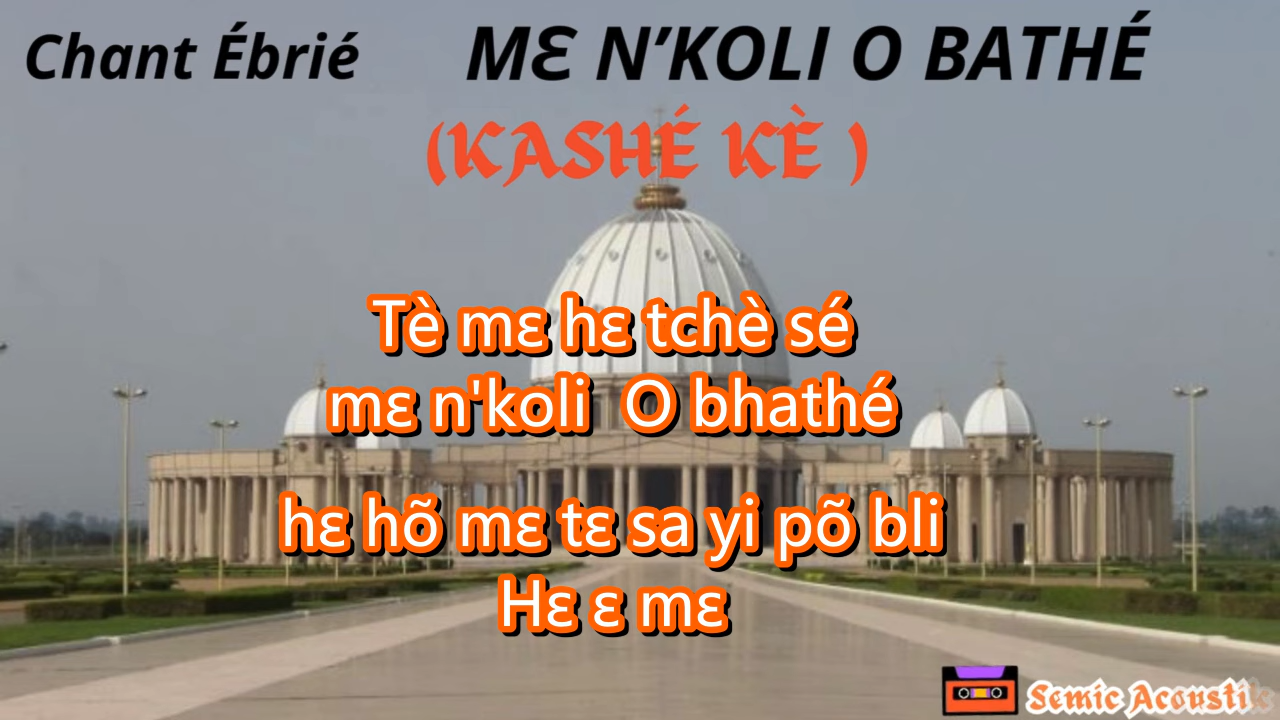 Chant Ébrié
MƐ N’KOLI O BATHÉ
(KASHÉ KÈ )
Tè mɛ hɛ tchè sé
mɛ n'koli O bhathé
hɛ hõ mɛ tɛ sa yi põ bli
Hɛ ɛ mɛ
Semic Acoustik